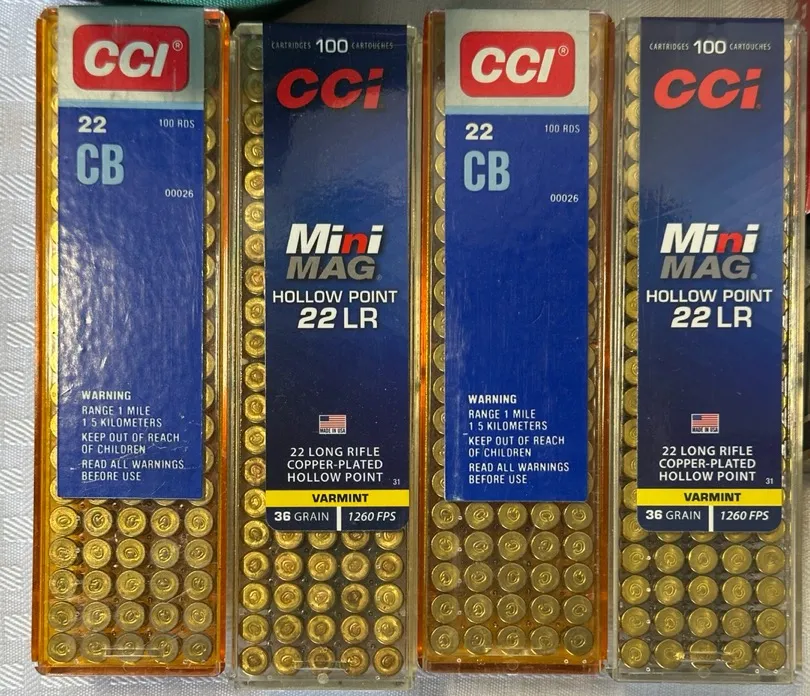 CCI®
22 100 RDS
CB
00026
WARNING
RANGE 1 MILE
1 5 KILOMETERS
KEEP OUT OF REACH
OF CHILDREN
READ ALL WARNINGS
BEFORE USE
CARTRIDGES 100 CARTOUCHES
CCI
Mini
MAG
HOLLOW POINT
22 LR
MADE IN USA
22 LONG RIFLE
COPPER-PLATED
HOLLOW POINT 31
VARMINT
36 GRAIN 1260 FPS
CCI®
22 100 RDS
CB
00026
WARNING
RANGE 1 MILE
1 5 KILOMETERS
KEEP OUT OF REACH
OF CHILDREN
READ ALL WARNINGS
BEFORE USE
CARTRIDGES 100 CARTOUCHES
CCI
Mini
MAG
HOLLOW POINT
22 LR
MADE IN USA
22 LONG RIFLE
COPPER-PLATED
HOLLOW POINT 31
VARMINT
36 GRAIN 1260 FPS